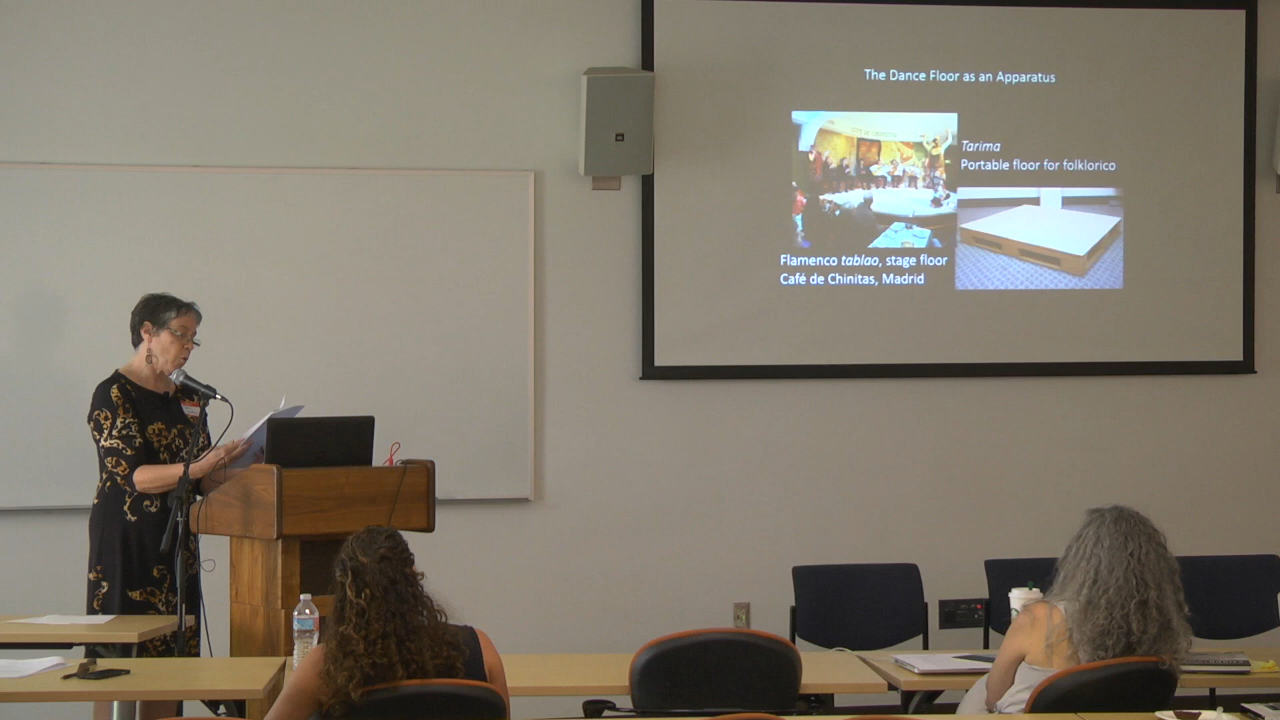 The Dance Floor as an Apparatus
Tarima
Portable floor for folklorico
Flamenco tablao, stage floor
Café de Chinitas, Madrid